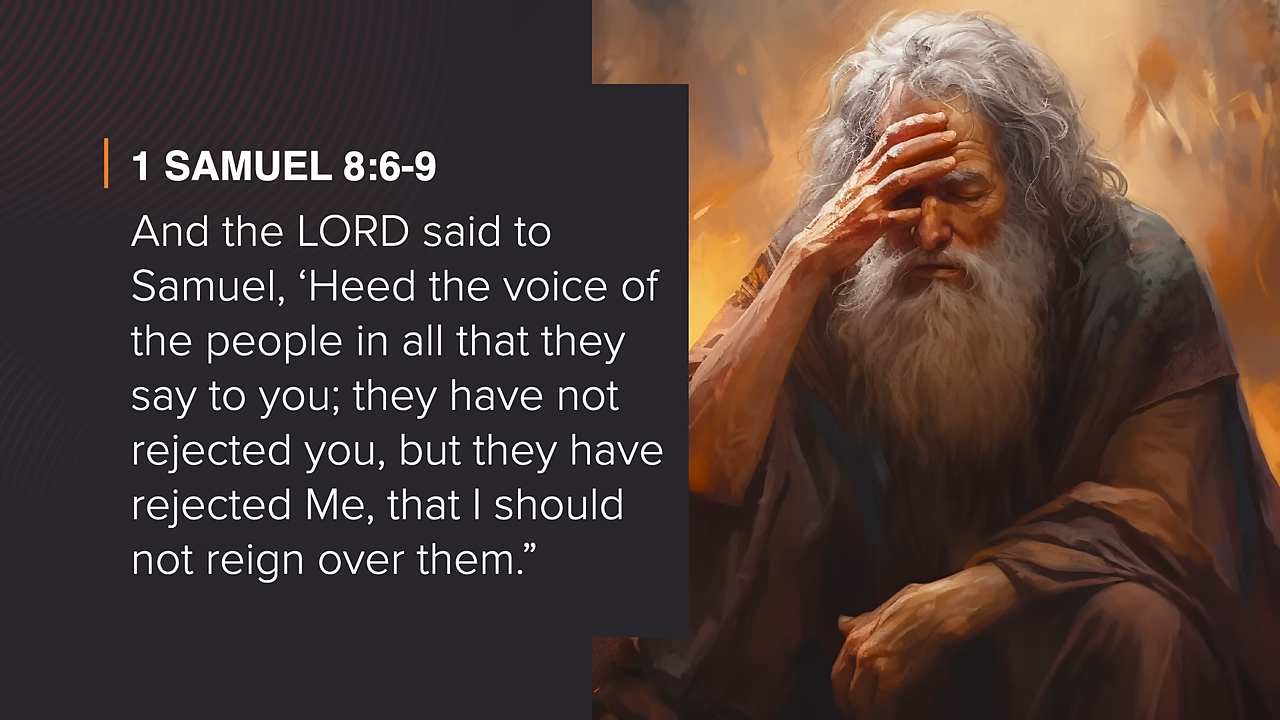 1 SAMUEL 8:6-9
And the LORD said to
Samuel, ‘Heed the voice of
the people in all that they
say to you; they have not
rejected you, but they have
rejected Me, that I should
not reign over them.”